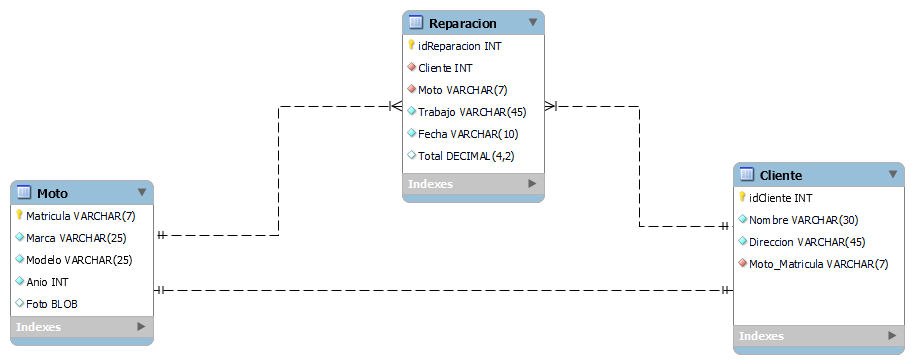 Reparacion
idReparacion INT
Cliente INT
Moto VARCHAR(7)
Trabajo VARCHAR(45)
Fecha VARCHAR(10)
Total DECIMAL(4,2)
Indexes
Moto
Matricula VARCHAR(7)
Marca VARCHAR(25)
Modelo VARCHAR(25)
Anio INT
Foto BLOB
Indexes
Cliente
idCliente INT
Nombre VARCHAR(30)
Direccion VARCHAR(45)
Moto_Matricula VARCHAR(7)
Indexes